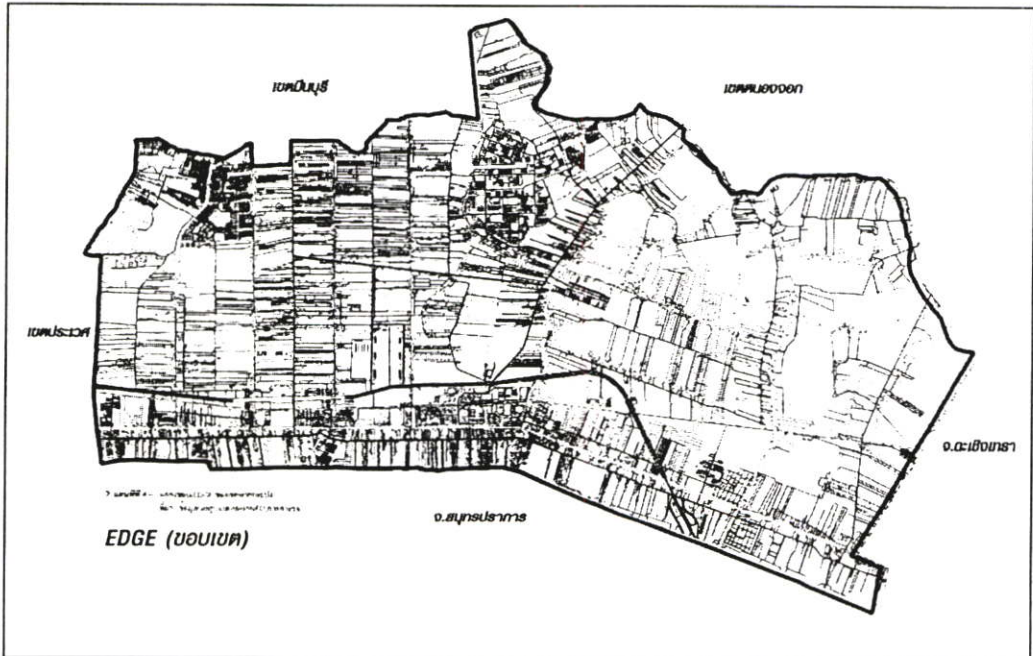 เขตมีนบุรี
เขตหนองจอก
เขตประเวศ
จ.ฉะเชิงเทรา
จ.สมุทรปราการ
EDGE (ขอบเขต)